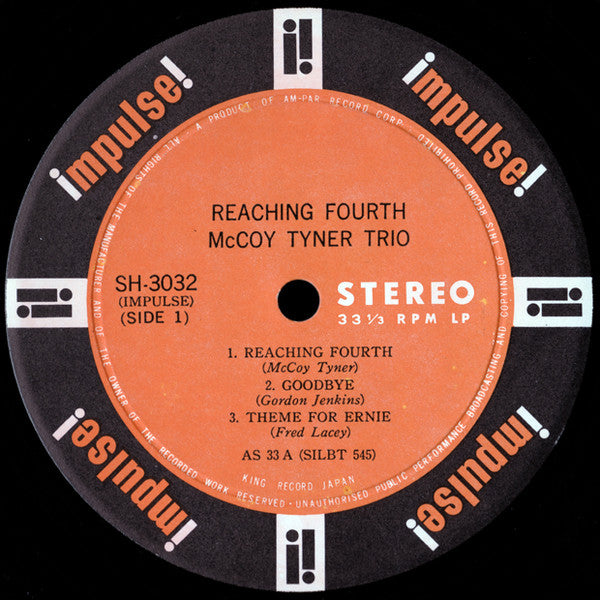 impulse!
impulse!
· A PRODUCT OF AM-PAR RECORD CORP. ·
ALL RIGHTS OF THE MANUFACTURER AND OF THE OWNER OF THE RECORDED WORK RESERVED · UNAUTHORISED PUBLIC PERFORMANCE BROADCASTING AND COPYING OF THIS RECORD PROHIBITED
REACHING FOURTH
McCOY TYNER TRIO
SH-3032
(IMPULSE)
(SIDE 1)
STEREO
33 1/3 RPM LP
1. REACHING FOURTH
(McCoy Tyner)
2. GOODBYE
(Gordon Jenkins)
3. THEME FOR ERNIE
(Fred Lacey)
AS 33 A (SILBT 545)
KING RECORD JAPAN
impulse!
impulse!